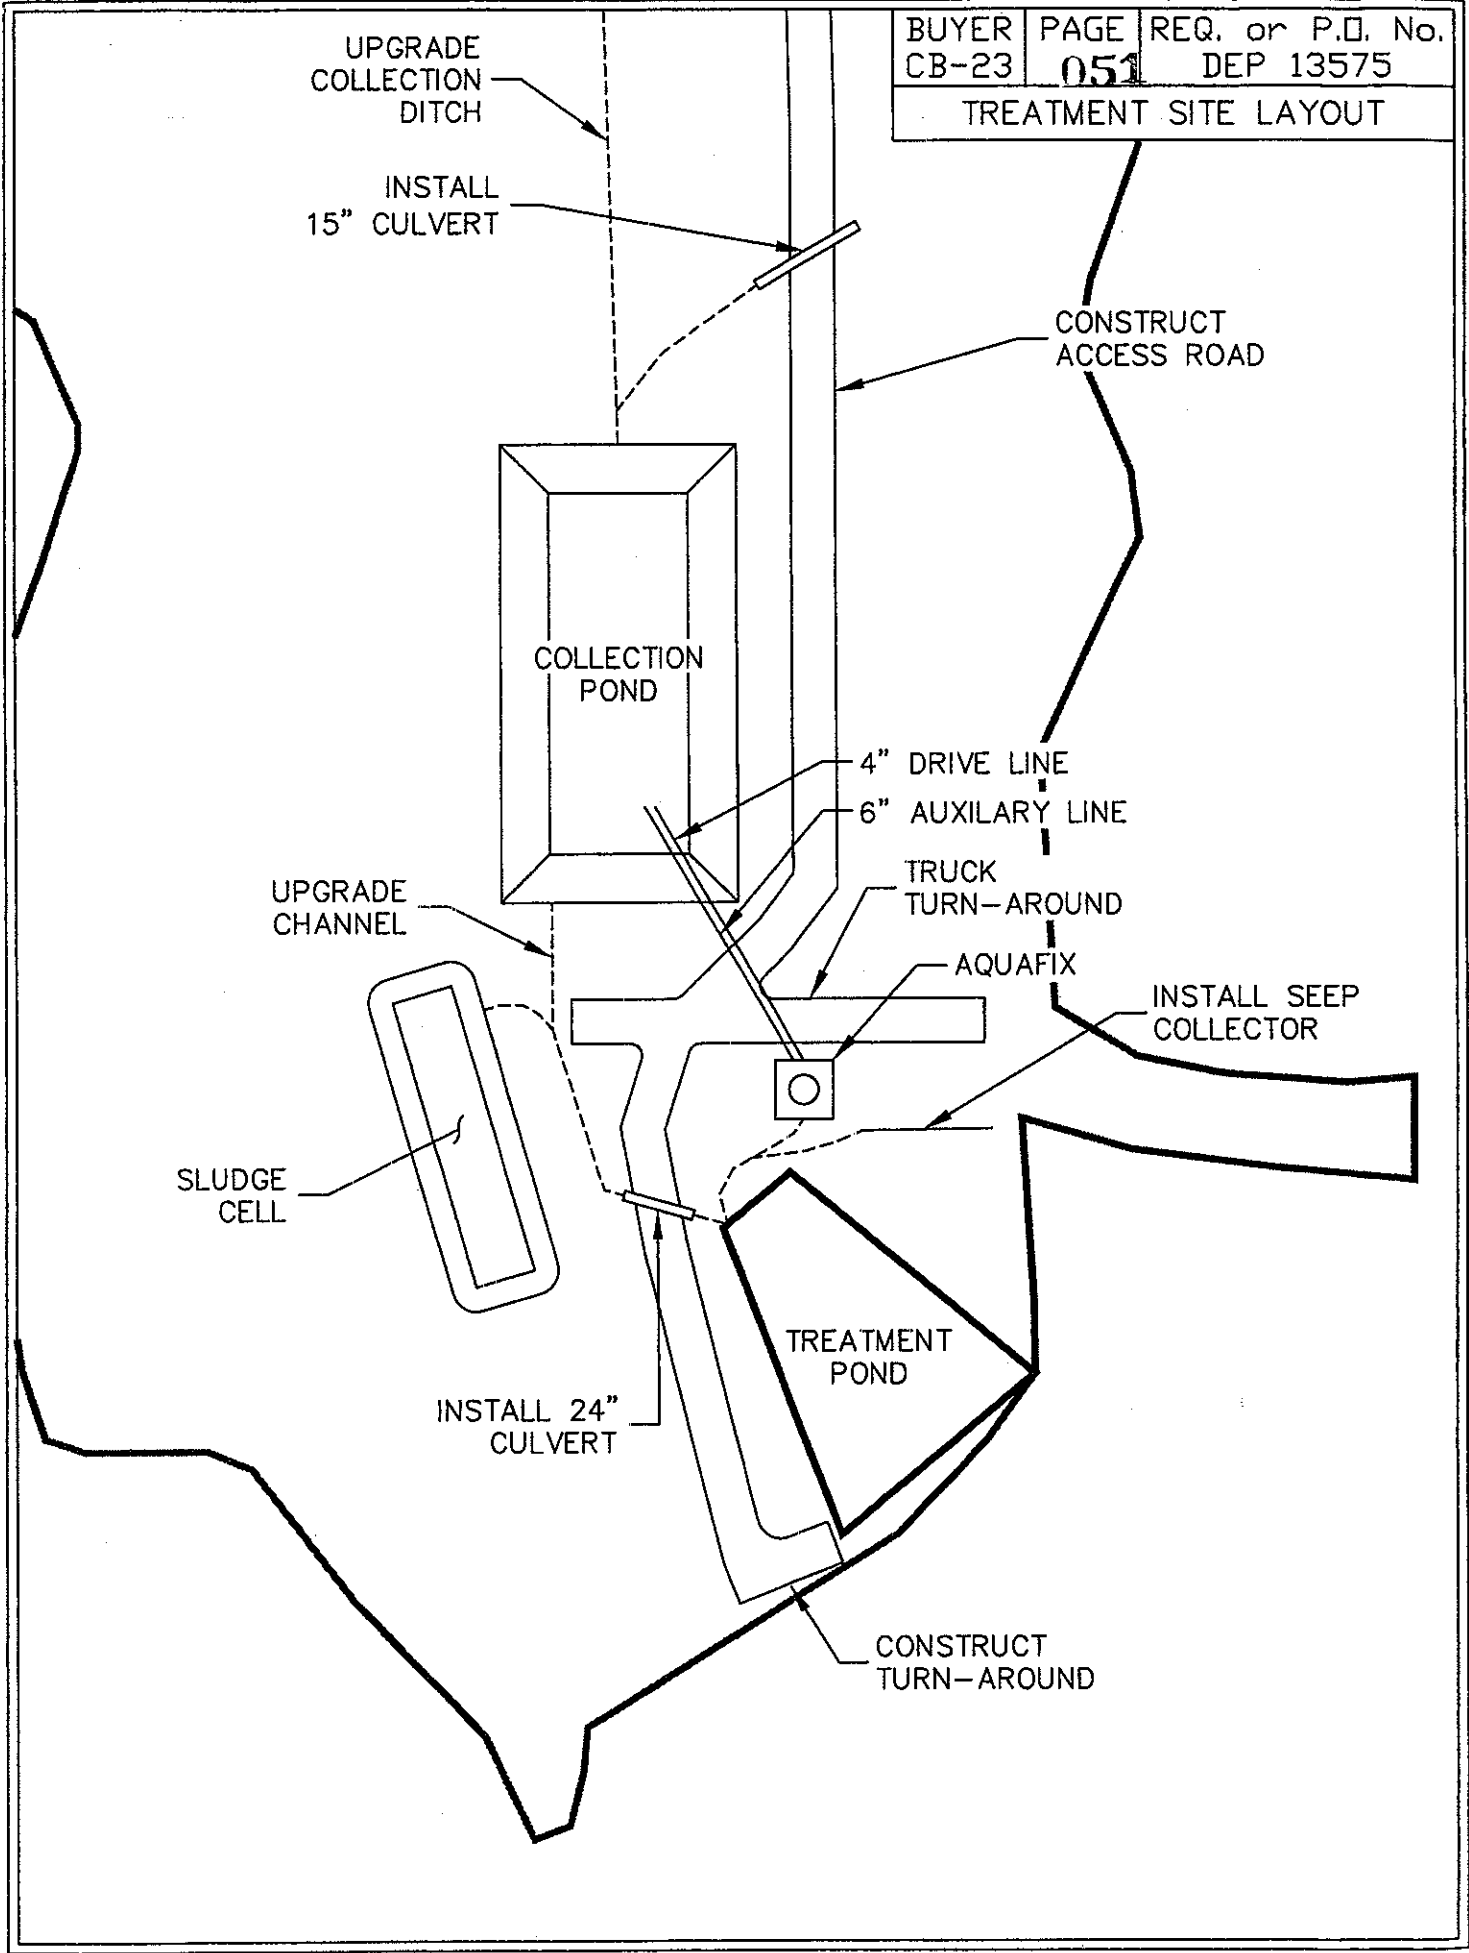 BUYER PAGE REQ. or P.O. No.
CB-23 051 DEP 13575
TREATMENT SITE LAYOUT
UPGRADE
COLLECTION
DITCH
INSTALL
15" CULVERT
CONSTRUCT
ACCESS ROAD
COLLECTION
POND
4" DRIVE LINE
6" AUXILARY LINE
TRUCK
TURN-AROUND
UPGRADE
CHANNEL
AQUAFIX
INSTALL SEEP
COLLECTOR
SLUDGE
CELL
TREATMENT
POND
INSTALL 24"
CULVERT
CONSTRUCT
TURN-AROUND